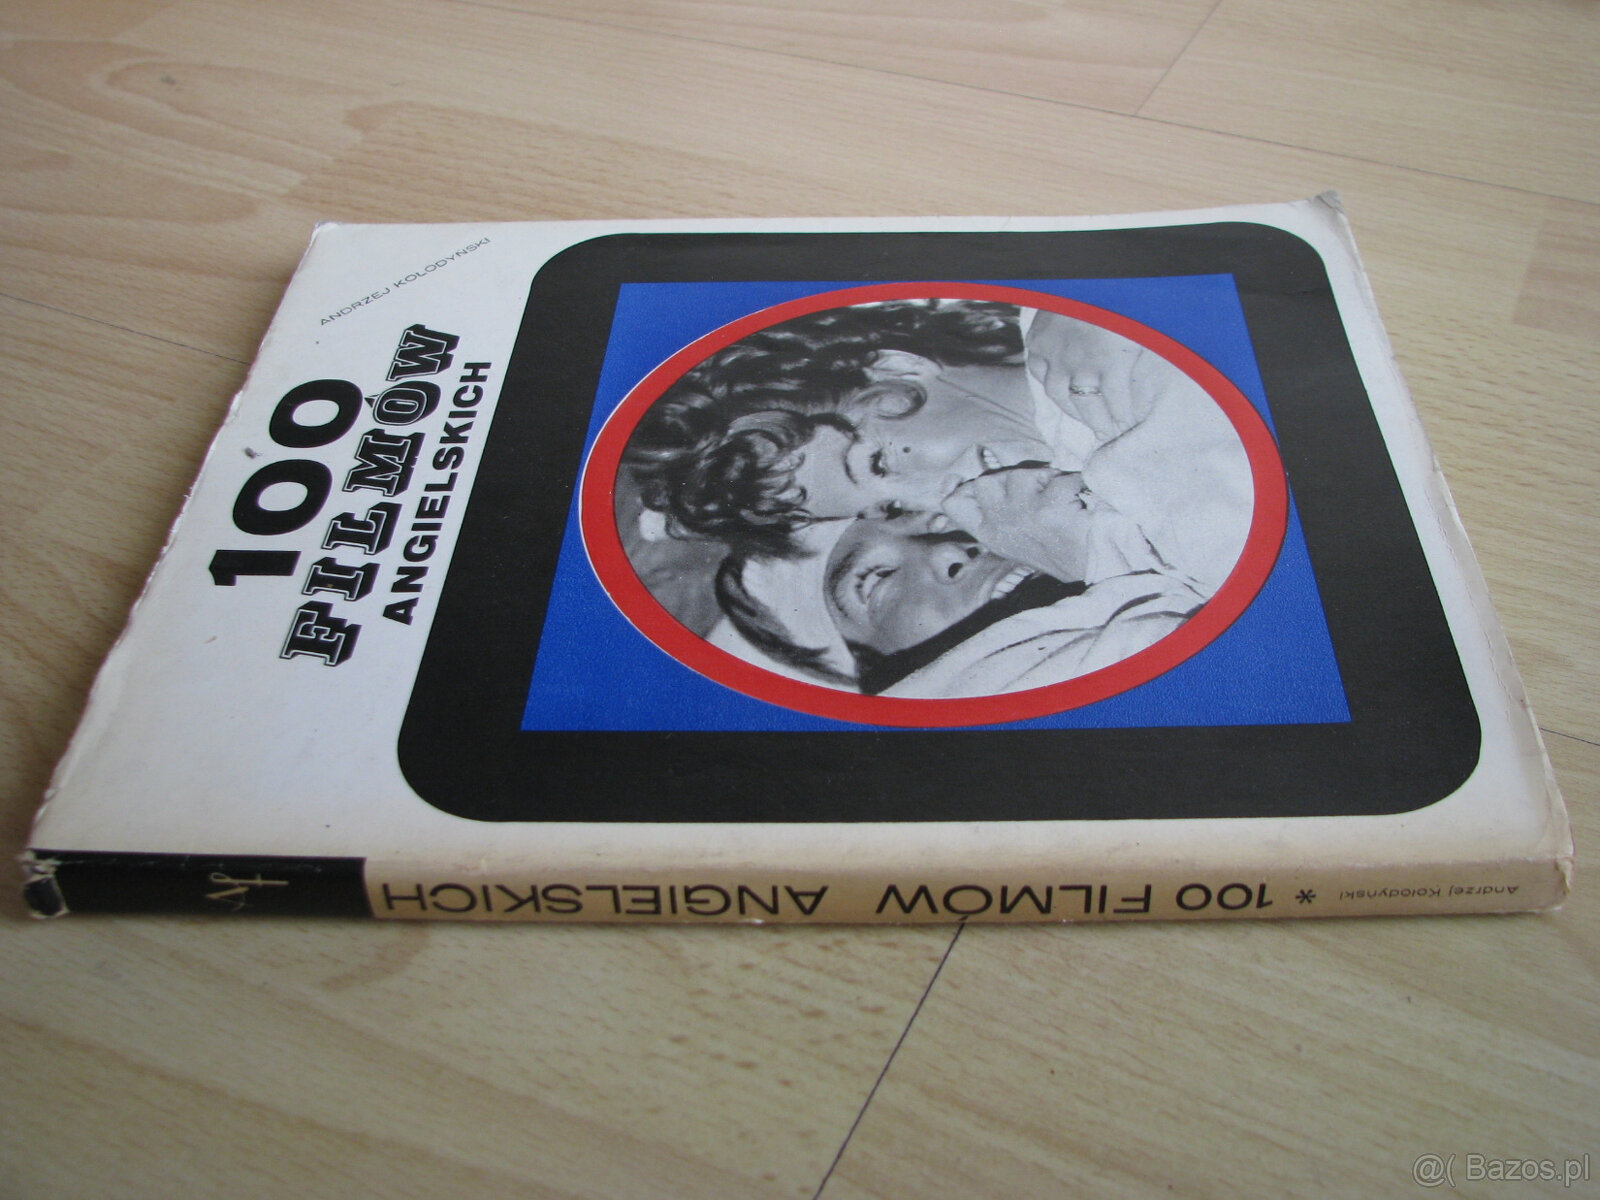 ANDRZEJ KOŁODYŃSKI
100
FILMÓW
ANGIELSKICH
Andrzej Kołodyński * 100 FILMÓW ANGIELSKICH
@( Bazos.pl